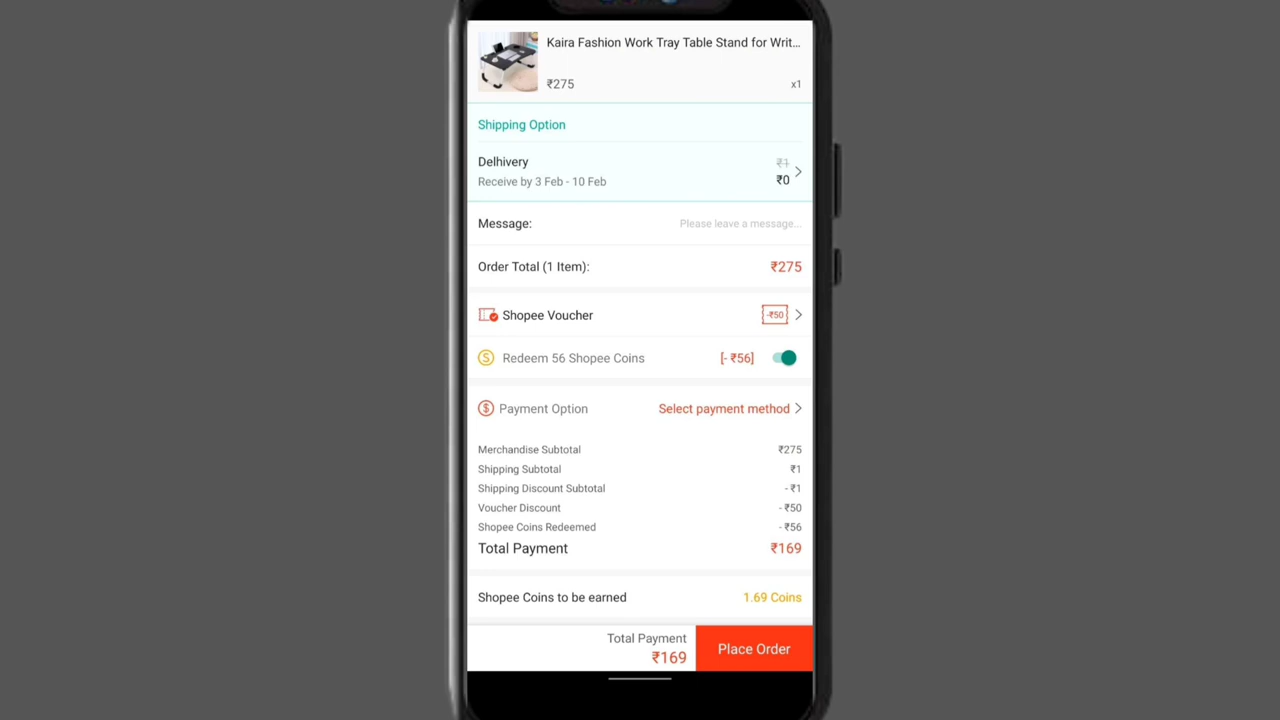 Kaira Fashion Work Tray Table Stand for Writ...
₹275 x1
Shipping Option
Delhivery ₹1
Receive by 3 Feb - 10 Feb ₹0
Message: Please leave a message...
Order Total (1 Item): ₹275
Shopee Voucher -₹50
Redeem 56 Shopee Coins [- ₹56]
Payment Option Select payment method
Merchandise Subtotal ₹275
Shipping Subtotal ₹1
Shipping Discount Subtotal - ₹1
Voucher Discount - ₹50
Shopee Coins Redeemed - ₹56
Total Payment ₹169
Shopee Coins to be earned 1.69 Coins
Total Payment
₹169
Place Order